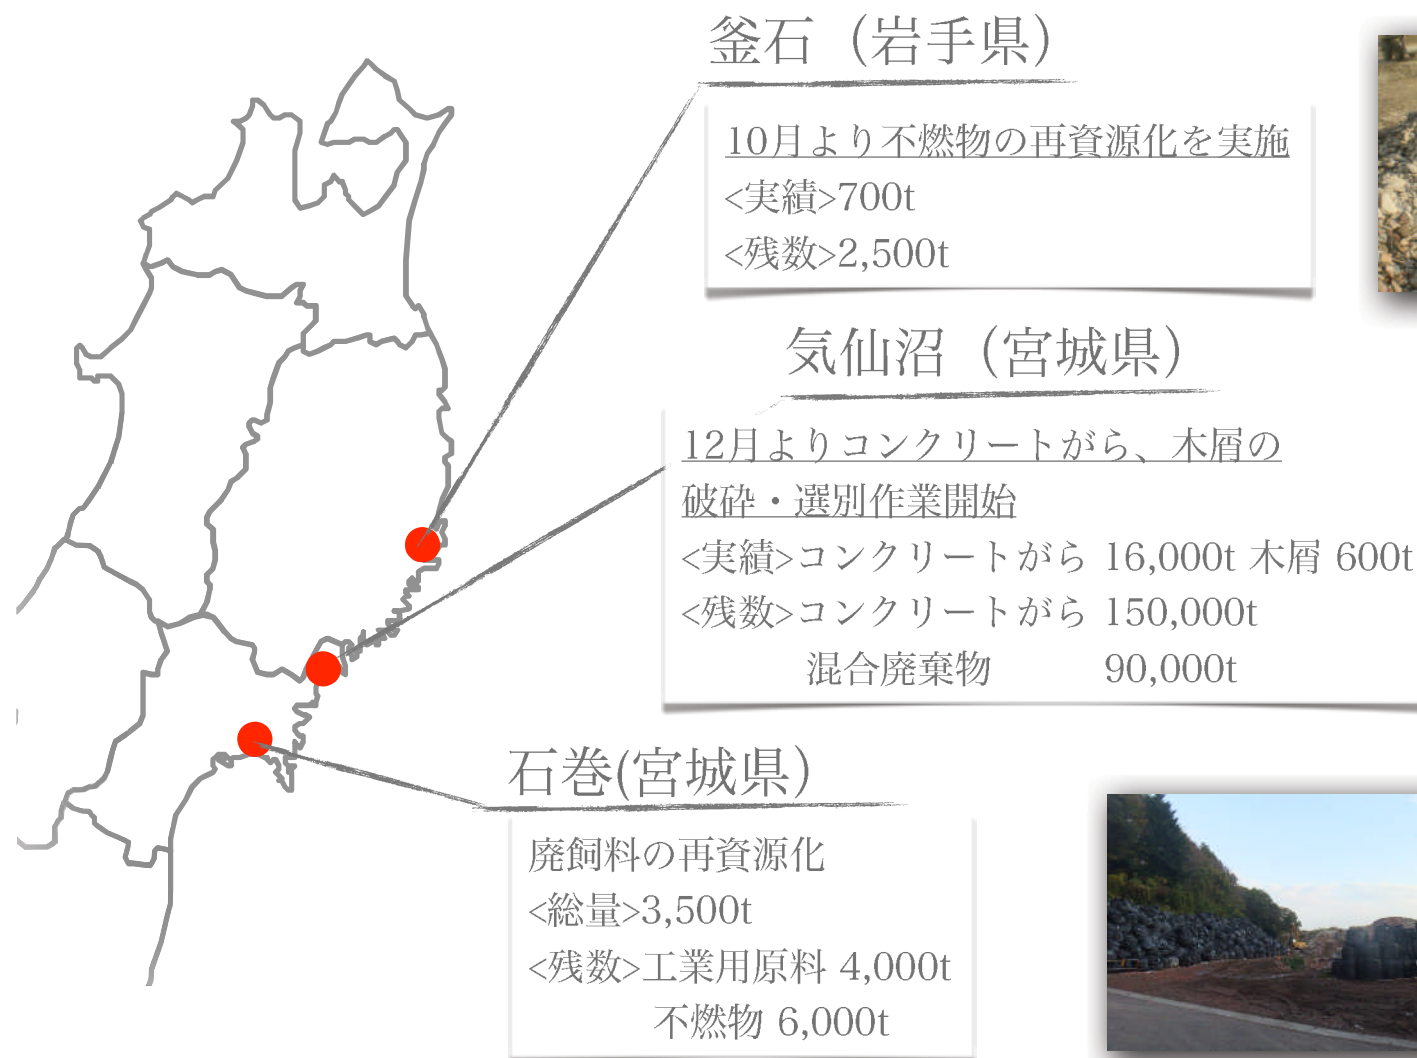 釜石（岩手県）
10月より不燃物の再資源化を実施
<実績>700t
<残数>2,500t
気仙沼（宮城県）
12月よりコンクリートがら、木屑の
破砕・選別作業開始
<実績>コンクリートがら 16,000t 木屑 600t
<残数>コンクリートがら 150,000t
混合廃棄物 90,000t
石巻(宮城県）
廃飼料の再資源化
<総量>3,500t
<残数>工業用原料 4,000t
不燃物 6,000t